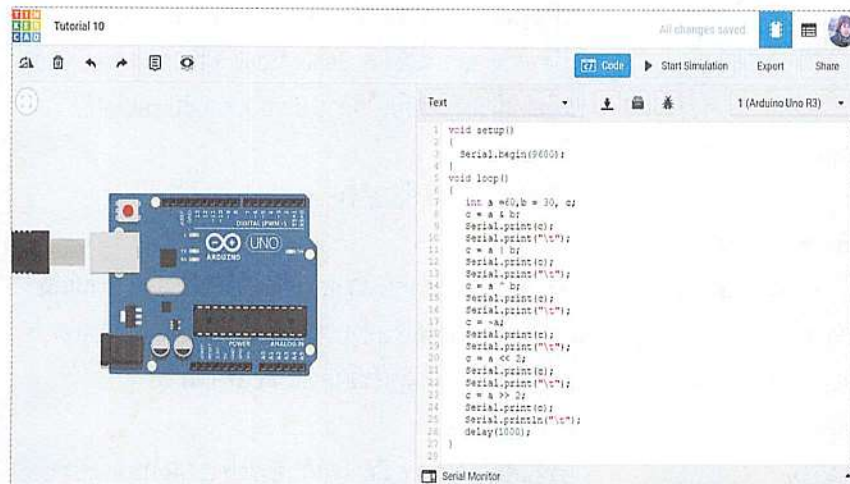 TIN
KER
CAD
Tutorial 10
All changes saved
Code
Start Simulation
Export
Share
Text
1 (Arduino Uno R3)
1 void setup()
2 {
3 Serial.begin(9600);
4 }
5 void loop()
6 {
7 int a =60,b = 30, c;
8 c = a & b;
9 Serial.print(c);
10 Serial.print("\t");
11 c = a | b;
12 Serial.print(c);
13 Serial.print("\t");
14 c = a ^ b;
15 Serial.print(c);
16 Serial.print("\t");
17 c = ~a;
18 Serial.print(c);
19 Serial.print("\t");
20 c = a << 2;
21 Serial.print(c);
22 Serial.print("\t");
23 c = a >> 2;
24 Serial.print(c);
25 Serial.println("\t");
26 delay(1000);
27 }
28
DIGITAL (PWM~)
UNO
ARDUINO
POWER
ANALOG IN
Serial Monitor